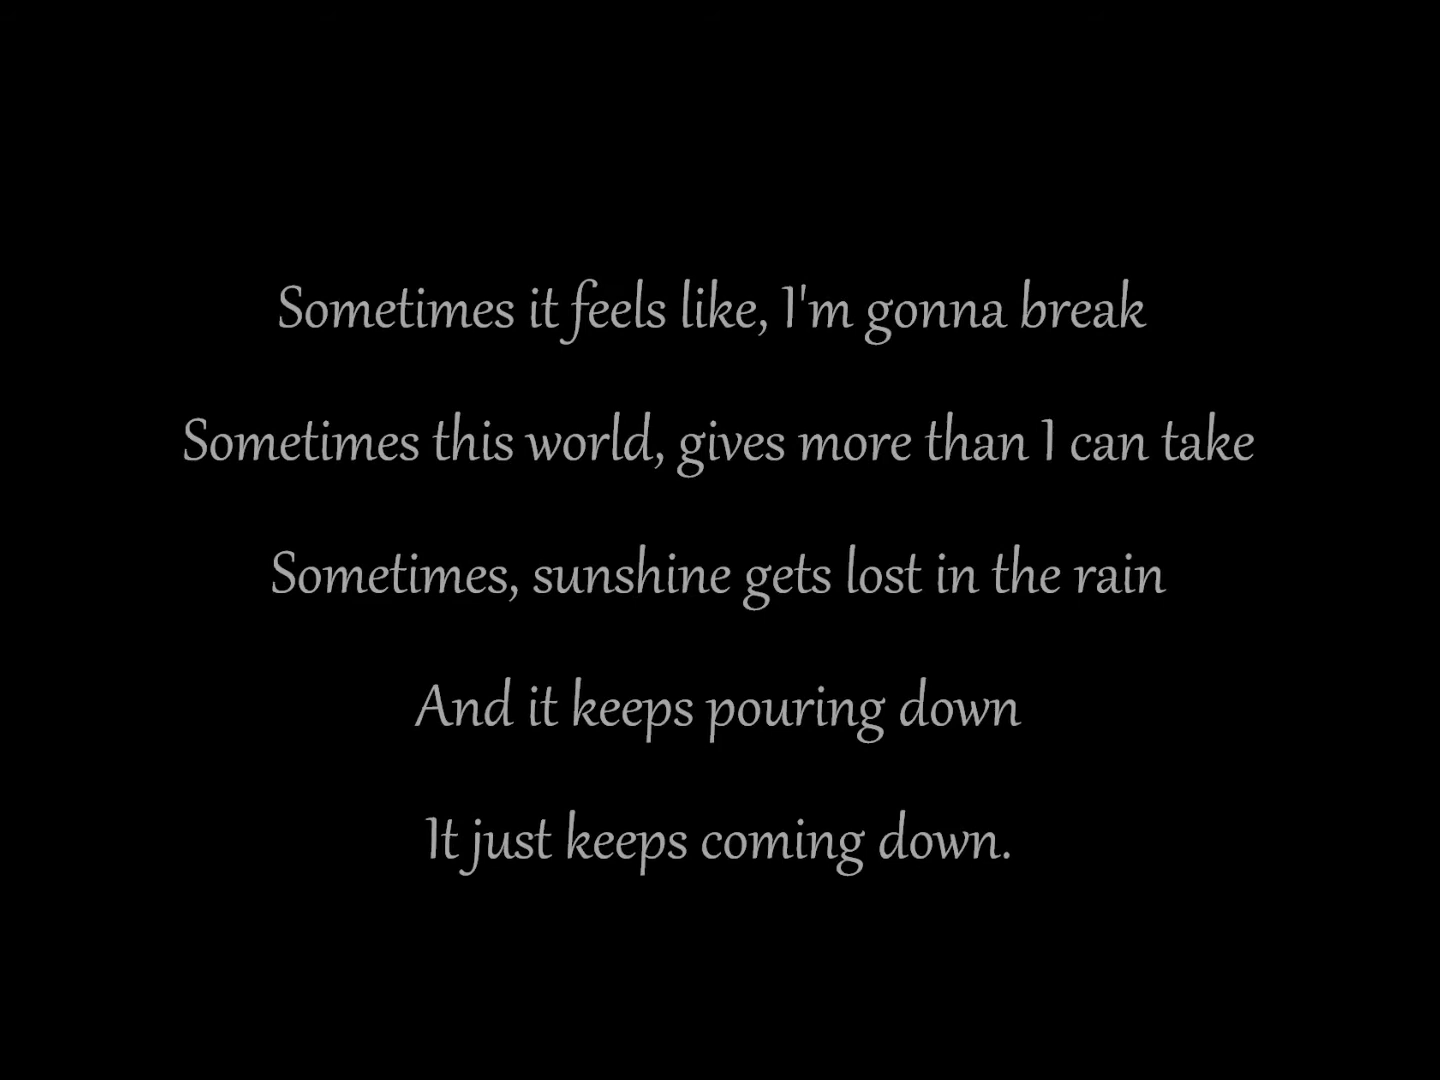 Sometimes it feels like, I'm gonna break
Sometimes this world, gives more than I can take
Sometimes, sunshine gets lost in the rain
And it keeps pouring down
It just keeps coming down.